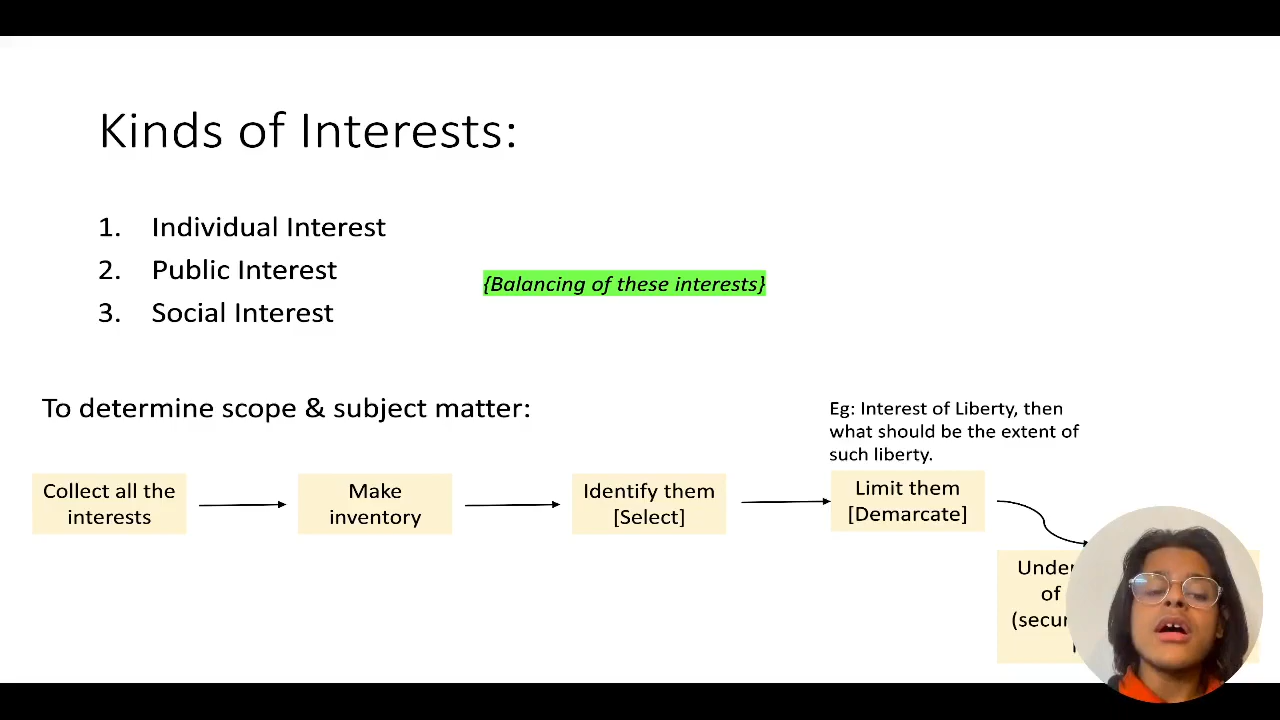 Kinds of Interests:
1. Individual Interest
2. Public Interest
3. Social Interest
{Balancing of these interests}
To determine scope & subject matter:
Eg: Interest of Liberty, then
what should be the extent of
such liberty.
Collect all the
interests
Make
inventory
Identify them
[Select]
Limit them
[Demarcate]
of